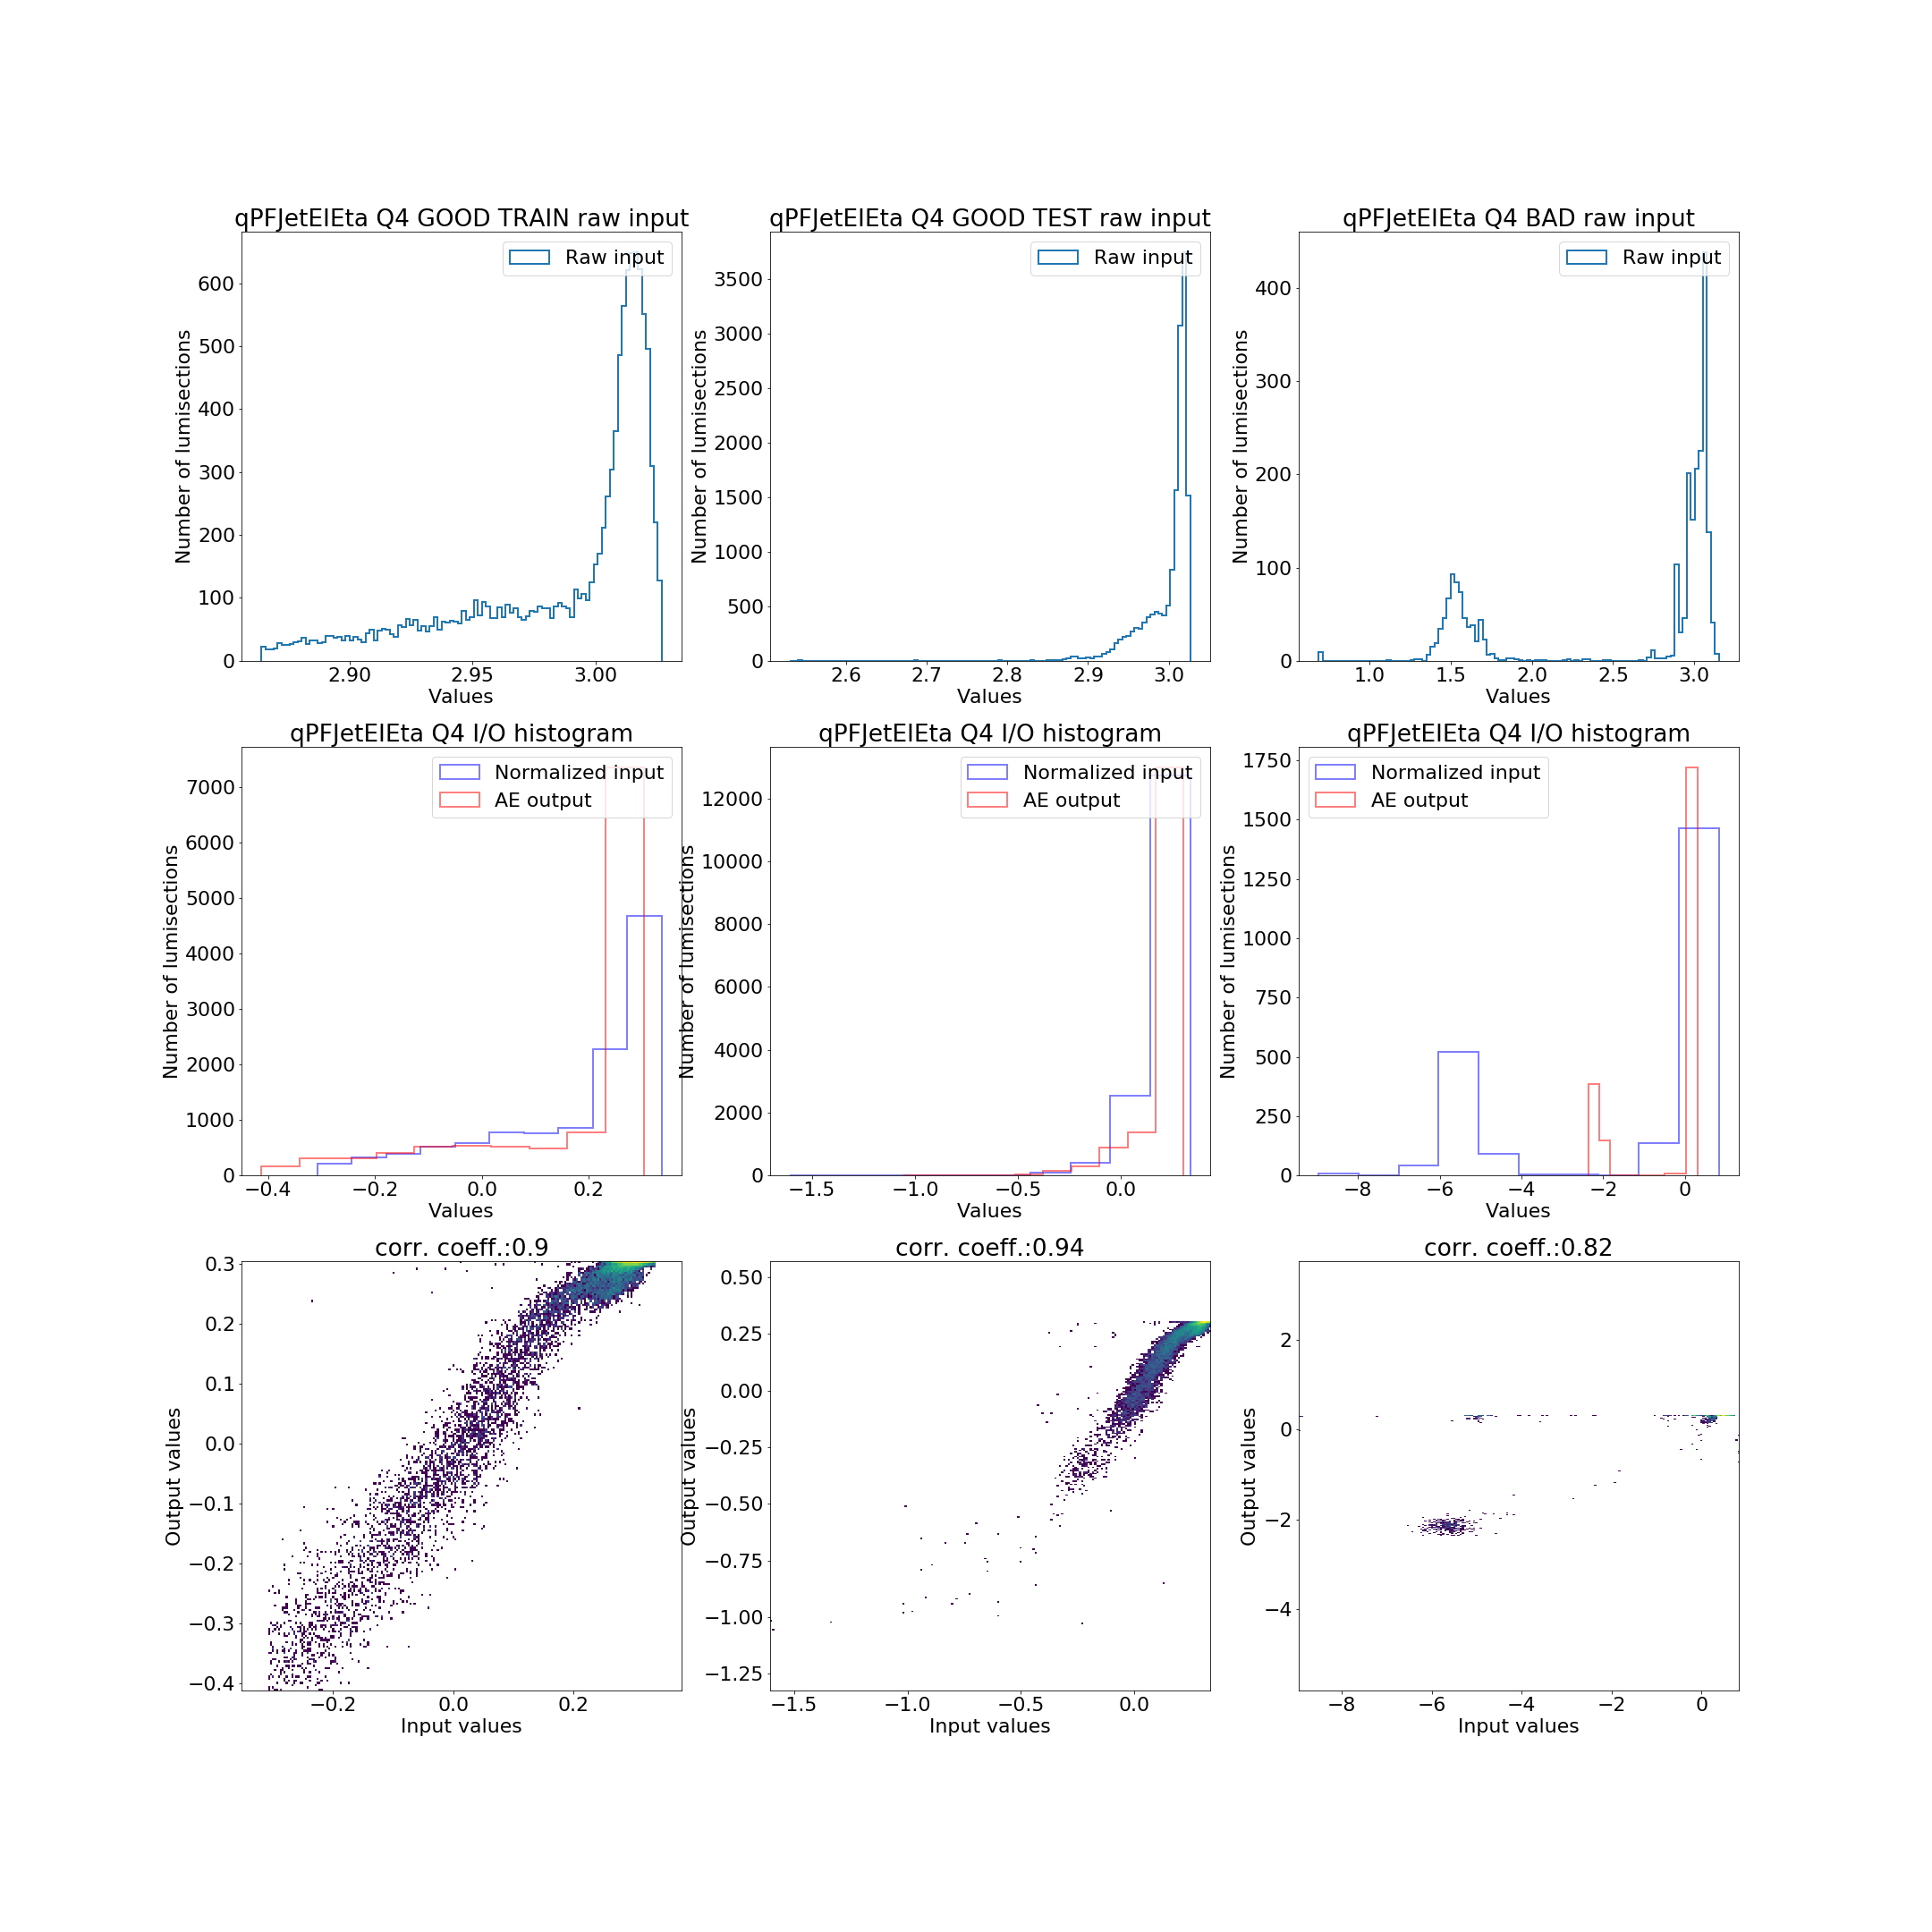 qPFJetElEta Q4 GOOD TRAIN raw input
Raw input
600
500
400
300
200
100
0
2.90 2.95 3.00
Values
Number of lumisections
qPFJetElEta Q4 GOOD TEST raw input
Raw input
3500
3000
2500
2000
1500
1000
500
0
2.6 2.7 2.8 2.9 3.0
Values
Number of lumisections
qPFJetElEta Q4 BAD raw input
Raw input
400
300
200
100
0
1.0 1.5 2.0 2.5 3.0
Values
Number of lumisections
qPFJetElEta Q4 I/O histogram
Normalized input
AE output
7000
6000
5000
4000
3000
2000
1000
0
−0.4 −0.2 0.0 0.2
Values
Number of lumisections
qPFJetElEta Q4 I/O histogram
Normalized input
AE output
12000
10000
8000
6000
4000
2000
0
−1.5 −1.0 −0.5 0.0
Values
Number of lumisections
qPFJetElEta Q4 I/O histogram
Normalized input
AE output
1750
1500
1250
1000
750
500
250
0
−8 −6 −4 −2 0
Values
Number of lumisections
corr. coeff.:0.9
0.3
0.2
0.1
0.0
−0.1
−0.2
−0.3
−0.4
−0.2 0.0 0.2
Input values
Output values
corr. coeff.:0.94
0.50
0.25
0.00
−0.25
−0.50
−0.75
−1.00
−1.25
−1.5 −1.0 −0.5 0.0
Input values
Output values
corr. coeff.:0.82
2
0
−2
−4
−8 −6 −4 −2 0
Input values
Output values